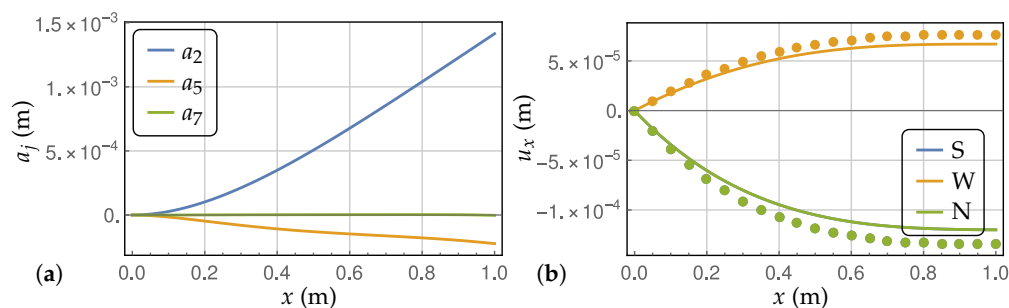 1.5×10⁻³
1.×10⁻³
5.×10⁻⁴
0.
a_j (m)
a₂
a₅
a₇
0.0 0.2 0.4 0.6 0.8 1.0
x (m)
(a)
5.×10⁻⁵
0.
-5.×10⁻⁵
-1.×10⁻⁴
u_x (m)
S
W
N
0.0 0.2 0.4 0.6 0.8 1.0
x (m)
(b)